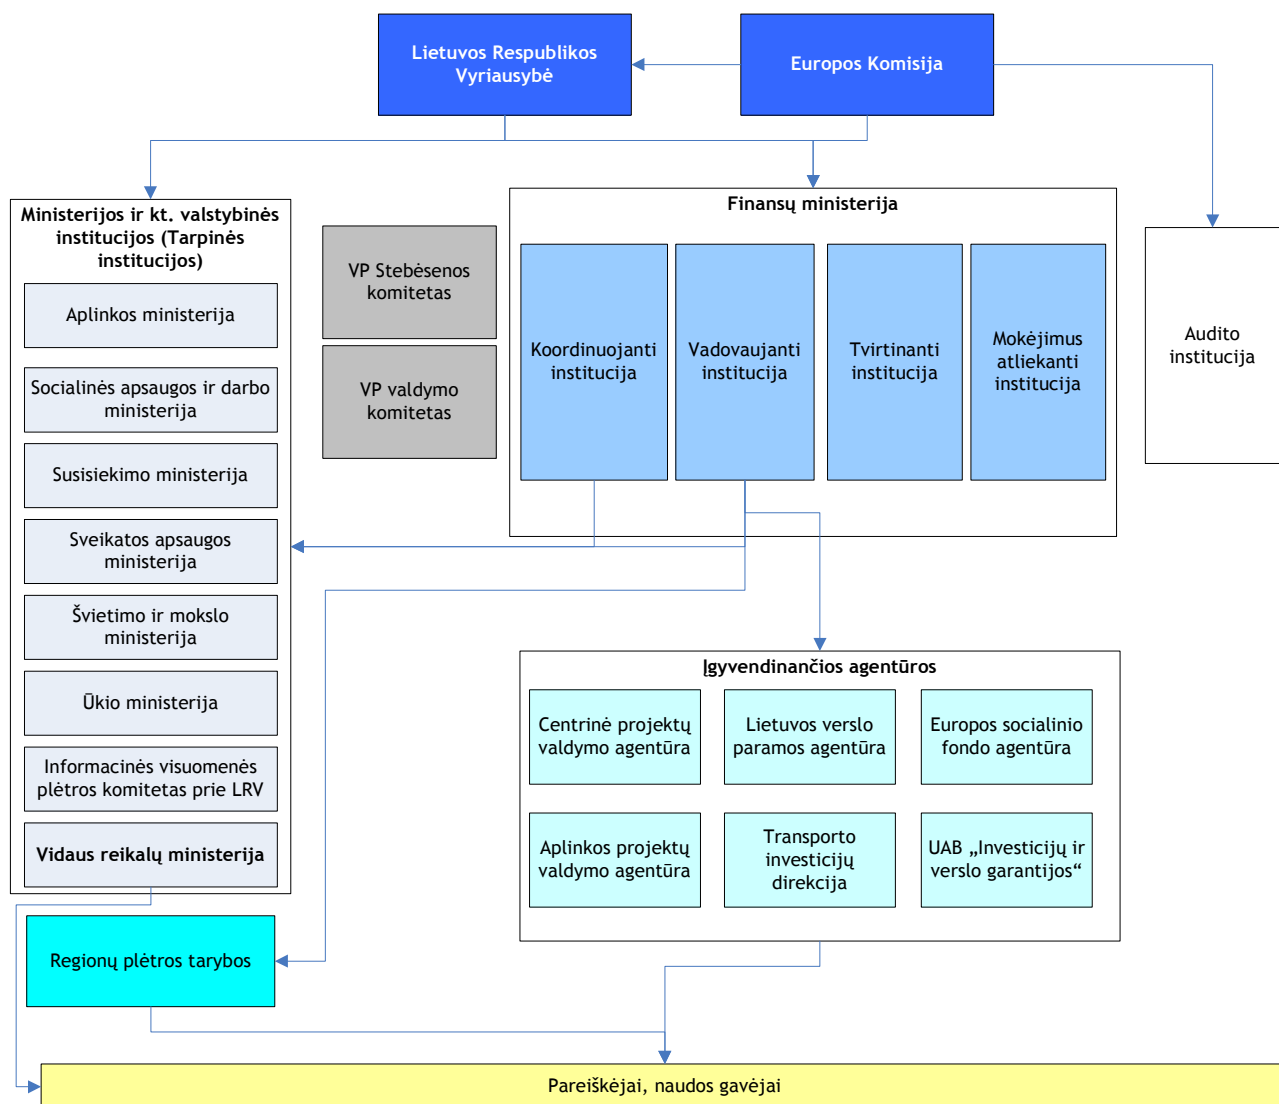 Lietuvos Respublikos
Vyriausybė
Europos Komisija
Ministerijos ir kt. valstybinės
institucijos (Tarpinės
institucijos)
Aplinkos ministerija
Socialinės apsaugos ir darbo
ministerija
Susisiekimo ministerija
Sveikatos apsaugos
ministerija
Švietimo ir mokslo
ministerija
Ūkio ministerija
Informacinės visuomenės
plėtros komitetas prie LRV
Vidaus reikalų ministerija
VP Stebėsenos
komitetas
VP valdymo
komitetas
Finansų ministerija
Koordinuojanti
institucija
Vadovaujanti
institucija
Tvirtinanti
institucija
Mokėjimus
atliekanti
institucija
Audito
institucija
Įgyvendinančios agentūros
Centrinė projektų
valdymo agentūra
Lietuvos verslo
paramos agentūra
Europos socialinio
fondo agentūra
Aplinkos projektų
valdymo agentūra
Transporto
investicijų
direkcija
UAB „Investicijų ir
verslo garantijos“
Regionų plėtros tarybos
Pareiškėjai, naudos gavėjai